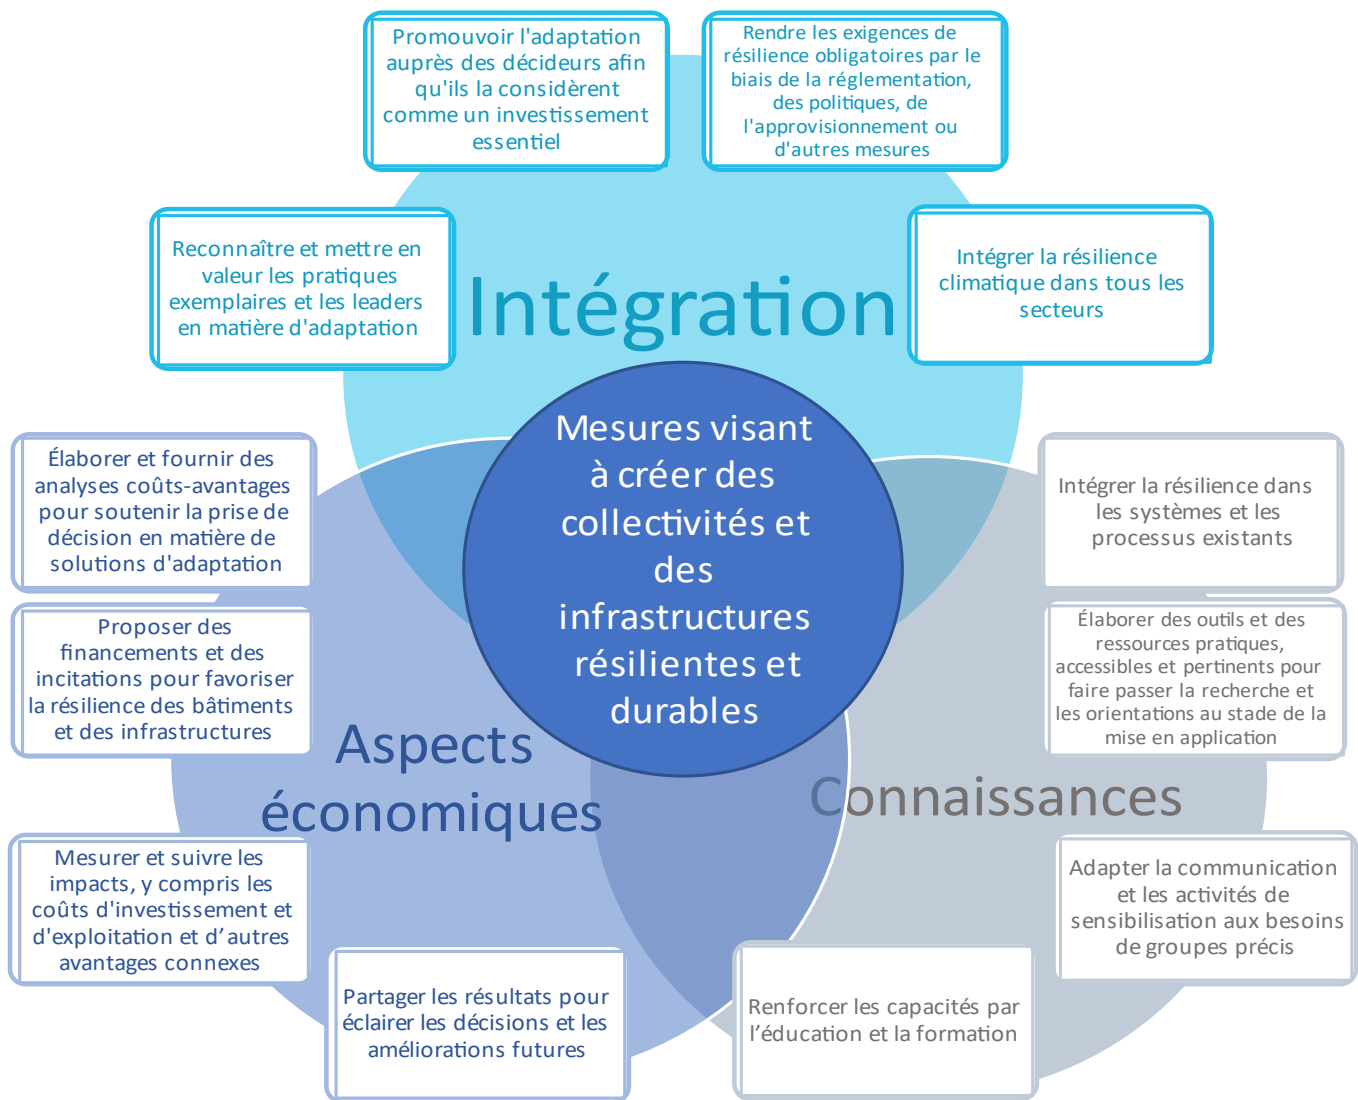 Promouvoir l'adaptation
auprès des décideurs afin
qu'ils la considèrent
comme un investissement
essentiel
Rendre les exigences de
résilience obligatoires par le
biais de la réglementation,
des politiques, de
l'approvisionnement ou
d'autres mesures
Reconnaître et mettre en
valeur les pratiques
exemplaires et les leaders
en matière d'adaptation
Intégration
Intégrer la résilience
climatique dans tous les
secteurs
Mesures visant
à créer des
collectivités et
des
infrastructures
résilientes et
durables
Élaborer et fournir des
analyses coûts-avantages
pour soutenir la prise de
décision en matière de
solutions d'adaptation
Proposer des
financements et des
incitations pour favoriser
la résilience des bâtiments
et des infrastructures
Aspects
économiques
Mesurer et suivre les
impacts, y compris les
coûts d'investissement et
d'exploitation et d’autres
avantages connexes
Partager les résultats pour
éclairer les décisions et les
améliorations futures
Intégrer la résilience dans
les systèmes et les
processus existants
Élaborer des outils et des
ressources pratiques,
accessibles et pertinents pour
faire passer la recherche et
les orientations au stade de la
mise en application
Connaissances
Adapter la communication
et les activités de
sensibilisation aux besoins
de groupes précis
Renforcer les capacités par
l’éducation et la formation